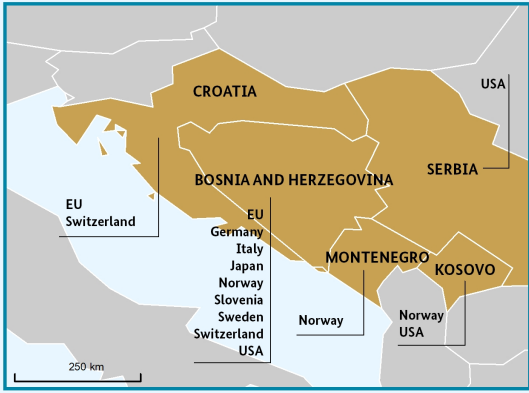 CROATIA
USA
SERBIA
BOSNIA AND HERZEGOVINA
EU
Switzerland
EU
Germany
Italy
Japan
Norway
Slovenia
Sweden
Switzerland
USA
MONTENEGRO
KOSOVO
Norway
Norway
USA
250 km